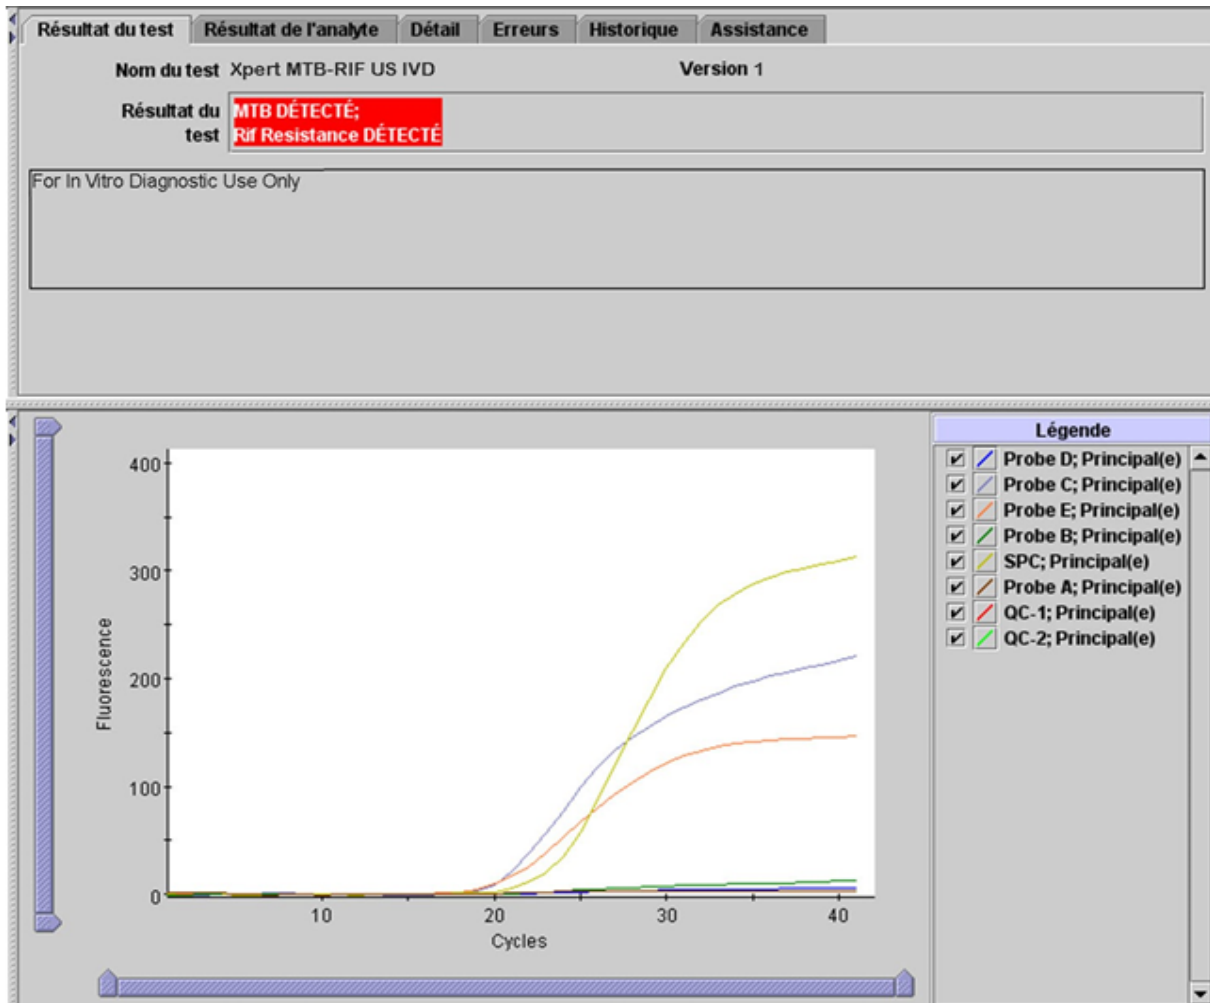 Résultat du test Résultat de l'analyte Détail Erreurs Historique Assistance
Nom du test Xpert MTB-RIF US IVD Version 1
Résultat du test MTB DÉTECTÉ;
Rif Resistance DÉTECTÉ
For In Vitro Diagnostic Use Only
400
300
200
100
0
Fluorescence
10 20 30 40
Cycles
Légende
Probe D; Principal(e)
Probe C; Principal(e)
Probe E; Principal(e)
Probe B; Principal(e)
SPC; Principal(e)
Probe A; Principal(e)
QC-1; Principal(e)
QC-2; Principal(e)